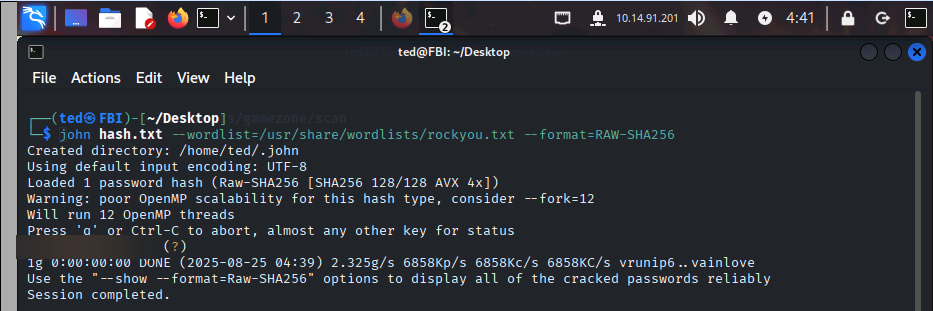 1 2 3 4 2 10.14.91.201 4:41
ted@FBI: ~/Desktop
File Actions Edit View Help
┌──(ted㉿FBI)-[~/Desktop]
└─$ john hash.txt --wordlist=/usr/share/wordlists/rockyou.txt --format=RAW-SHA256
Created directory: /home/ted/.john
Using default input encoding: UTF-8
Loaded 1 password hash (Raw-SHA256 [SHA256 128/128 AVX 4x])
Warning: poor OpenMP scalability for this hash type, consider --fork=12
Will run 12 OpenMP threads
Press 'q' or Ctrl-C to abort, almost any other key for status
(?)
1g 0:00:00:00 DONE (2025-08-25 04:39) 2.325g/s 6858Kp/s 6858Kc/s 6858KC/s vrunip6..vainlove
Use the "--show --format=Raw-SHA256" options to display all of the cracked passwords reliably
Session completed.